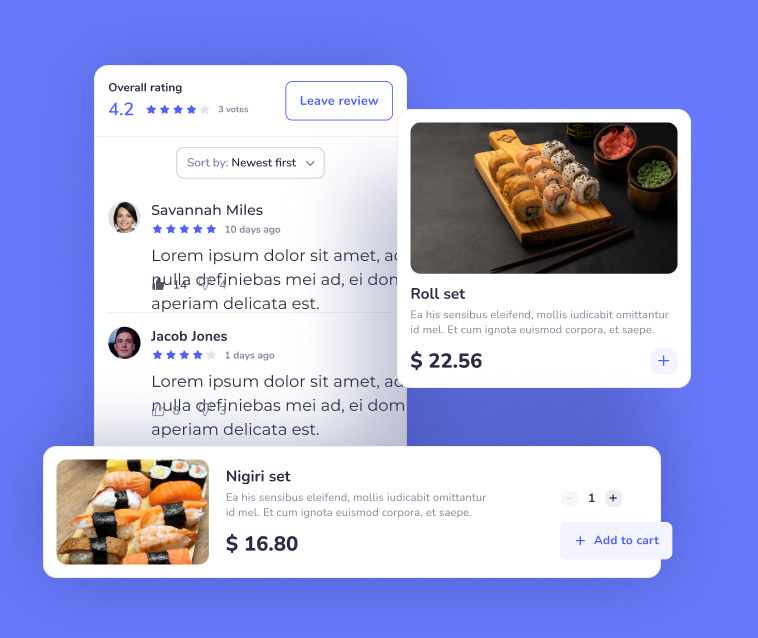 Overall rating
4.2
3 votes
Leave review
Sort by: Newest first
Savannah Miles
10 days ago
Lorem ipsum dolor sit amet, ad
nulla definiebas mei ad, ei dom
14 4
aperiam delicata est.
Jacob Jones
1 days ago
Lorem ipsum dolor sit amet, ad
nulla definiebas mei ad, ei dom
8 3
aperiam delicata est.
Roll set
Ea his sensibus eleifend, mollis iudicabit omittantur
id mel. Et cum ignota euismod corpora, et saepe.
$ 22.56
+
Nigiri set
Ea his sensibus eleifend, mollis iudicabit omittantur
id mel. Et cum ignota euismod corpora, et saepe.
$ 16.80
− 1 +
+ Add to cart